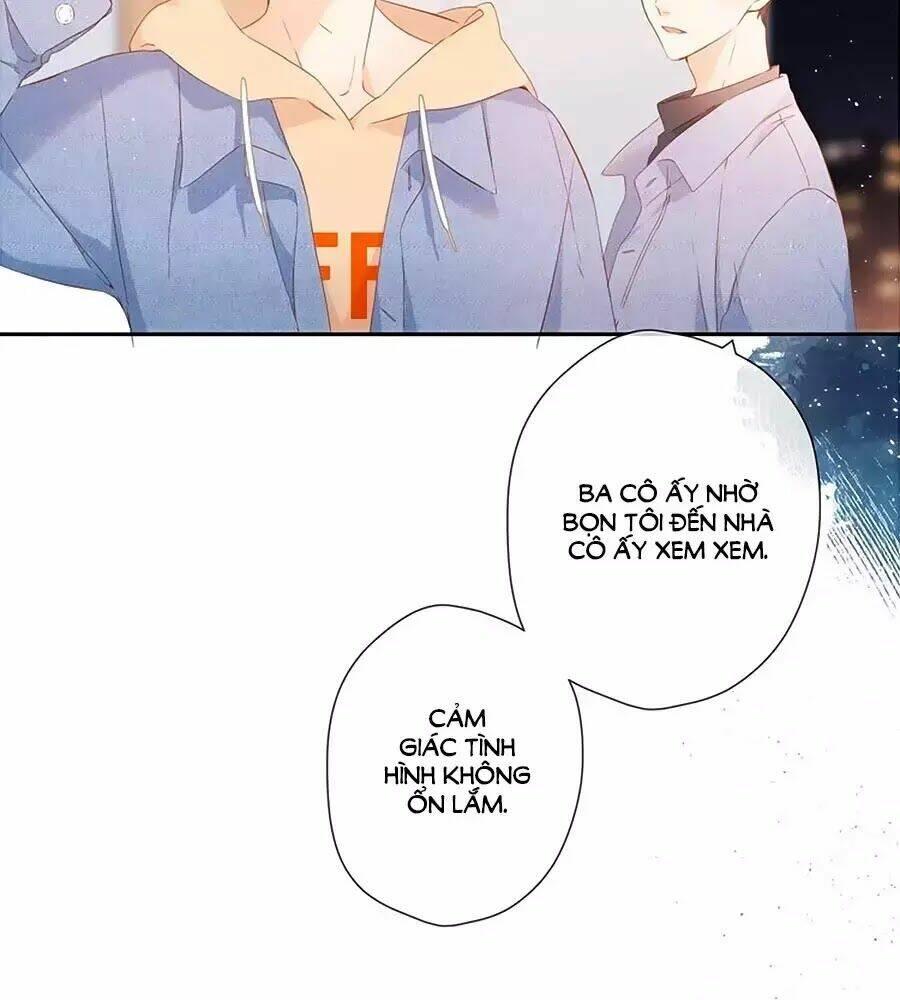 BA CÔ ẤY NHỜ
BỌN TÔI ĐẾN NHÀ
CÔ ẤY XEM XEM.
CẢM
GIÁC TÌNH
HÌNH KHÔNG
ỔN LẮM.